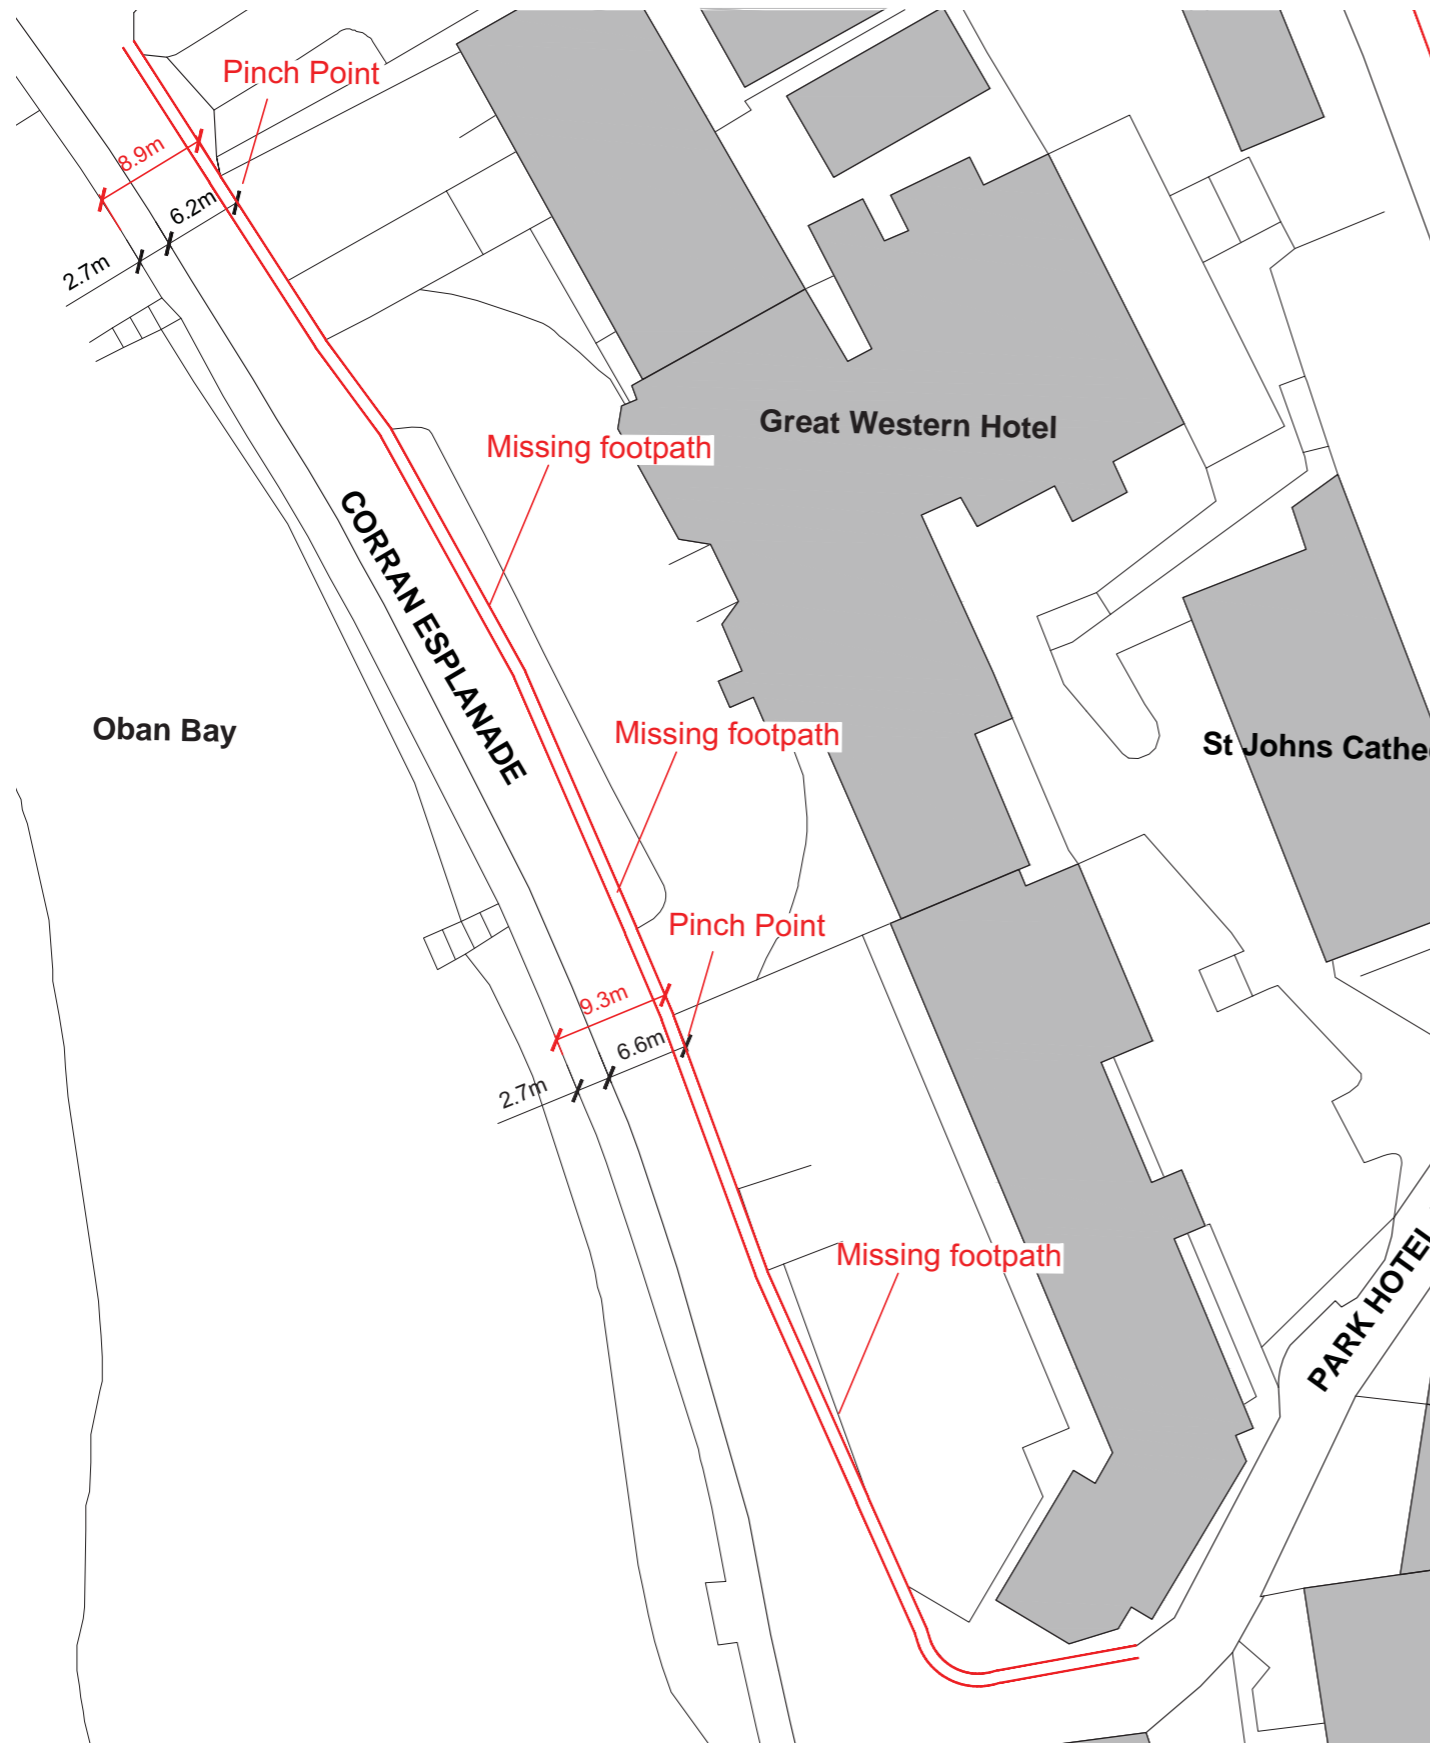 Pinch Point
8.9m
6.2m
2.7m
Great Western Hotel
Missing footpath
CORRAN ESPLANADE
Oban Bay
Missing footpath
St Johns Cathe
Pinch Point
9.3m
6.6m
2.7m
Missing footpath
PARK HOTEL